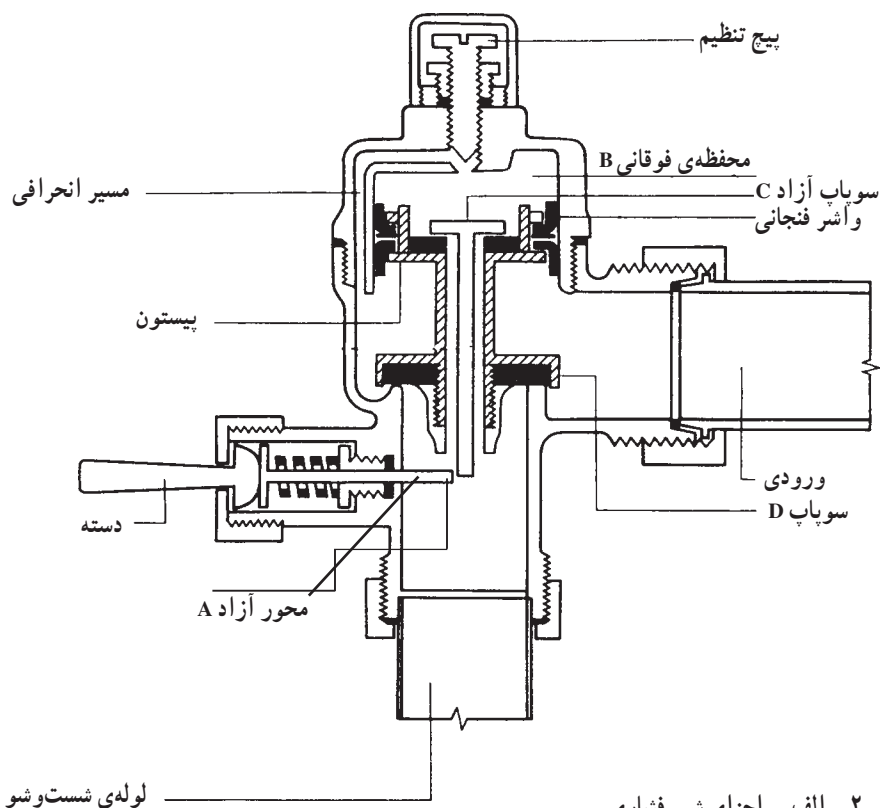 پیچ تنظیم
محفظه‌ی فوقانی B
سوپاپ آزاد C
واشر فنجانی
مسیر انحرافی
پیستون
ورودی
سوپاپ D
دسته
محور آزاد A
لوله‌ی شست‌وشو